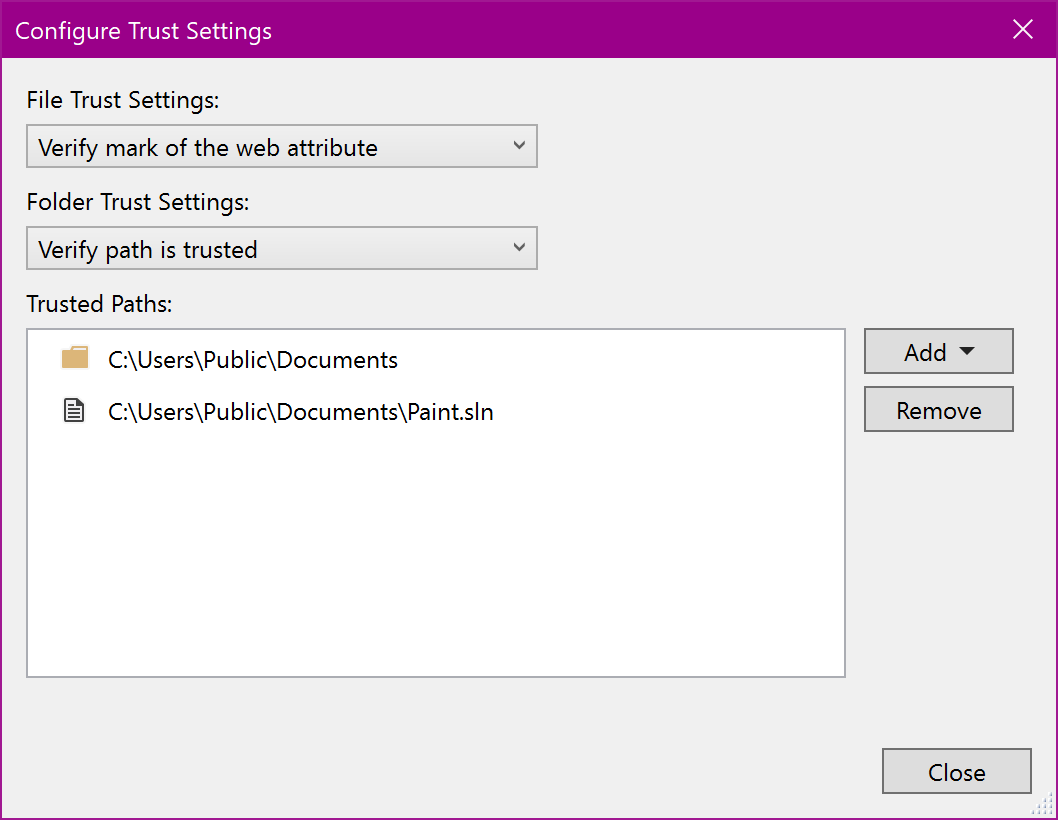 Configure Trust Settings
File Trust Settings:
Verify mark of the web attribute
Folder Trust Settings:
Verify path is trusted
Trusted Paths:
C:\Users\Public\Documents
Add
C:\Users\Public\Documents\Paint.sln
Remove
Close